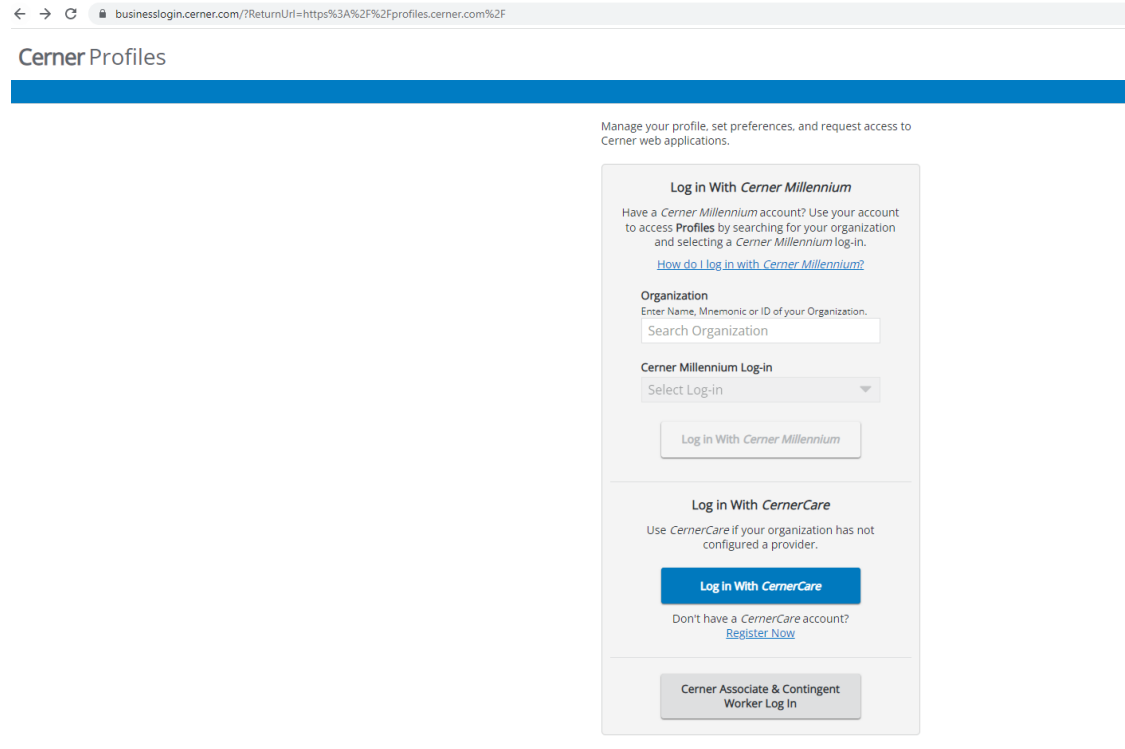 businesslogin.cerner.com/?ReturnUrl=https%3A%2F%2Fprofiles.cerner.com%2F
Cerner Profiles
Manage your profile, set preferences, and request access to
Cerner web applications.
Log in With Cerner Millennium
Have a Cerner Millennium account? Use your account
to access Profiles by searching for your organization
and selecting a Cerner Millennium log-in.
How do I log in with Cerner Millennium?
Organization
Enter Name, Mnemonic or ID of your Organization.
Search Organization
Cerner Millennium Log-in
Select Log-in
Log in With Cerner Millennium
Log in With CernerCare
Use CernerCare if your organization has not
configured a provider.
Log in With CernerCare
Don't have a CernerCare account?
Register Now
Cerner Associate & Contingent
Worker Log In